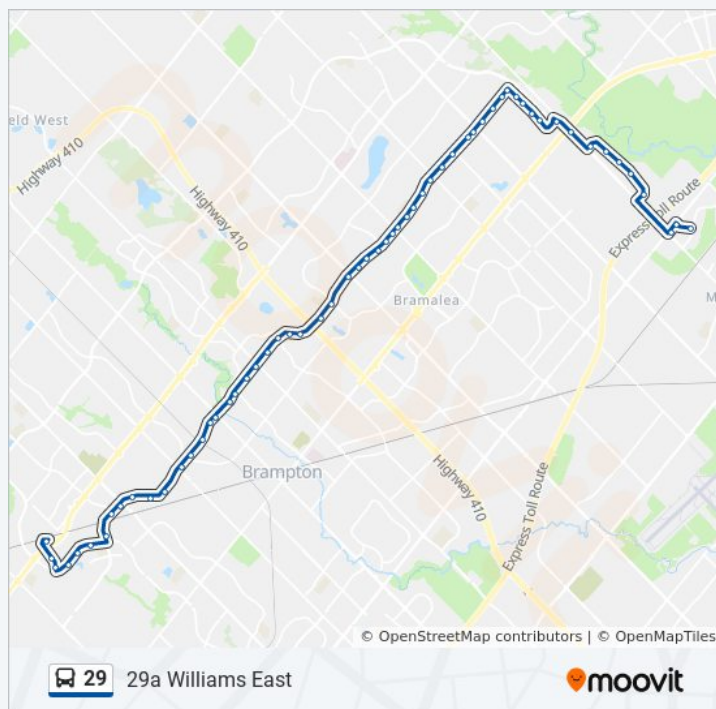 eld West
Highway 410
Highway 410
Express Toll Route
Bramalea
M
Brampton
Highway 410
Express Toll Route
© OpenStreetMap contributors | © OpenMapTiles
29 29a Williams East
moovit